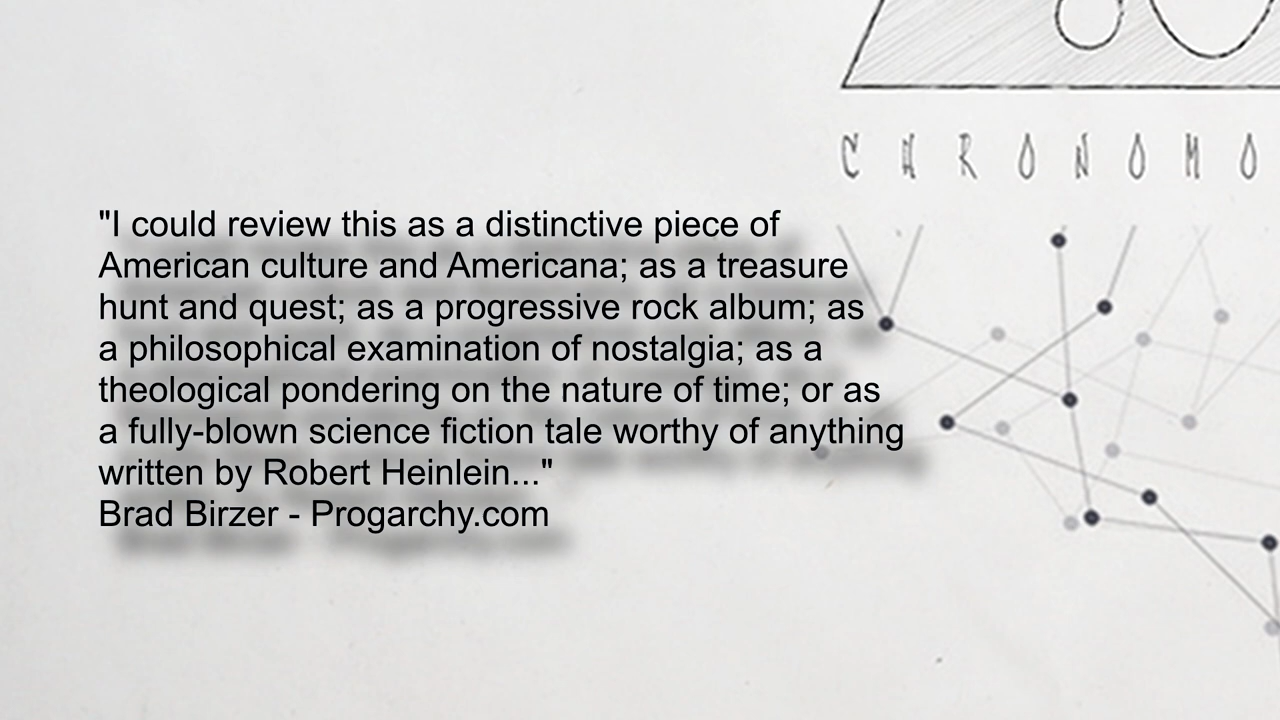 C H R O N O M O
"I could review this as a distinctive piece of
American culture and Americana; as a treasure
hunt and quest; as a progressive rock album; as
a philosophical examination of nostalgia; as a
theological pondering on the nature of time; or as
a fully-blown science fiction tale worthy of anything
written by Robert Heinlein..."
Brad Birzer - Progarchy.com